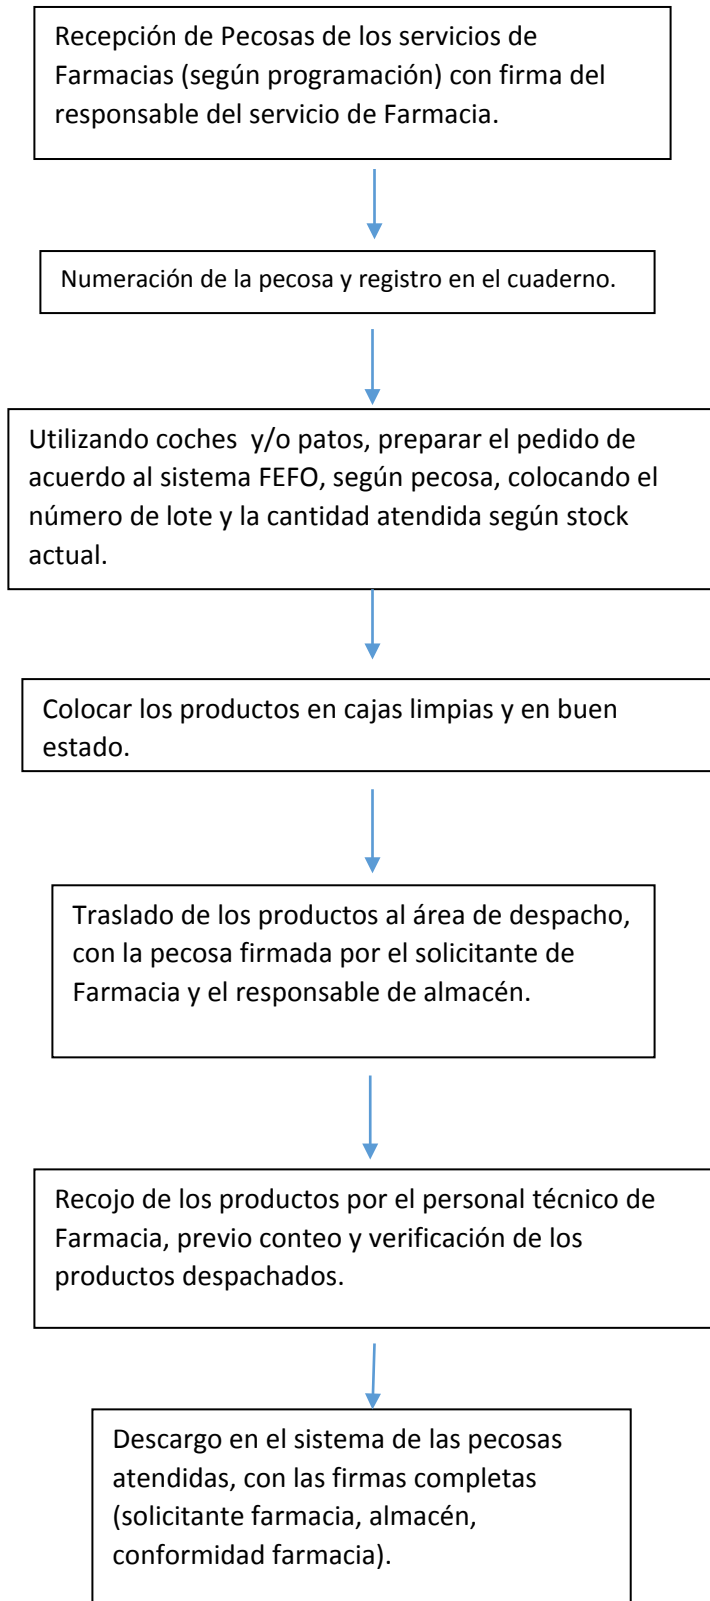 Recepción de Pecosas de los servicios de
Farmacias (según programación) con firma del
responsable del servicio de Farmacia.
Numeración de la pecosa y registro en el cuaderno.
Utilizando coches  y/o patos, preparar el pedido de
acuerdo al sistema FEFO, según pecosa, colocando el
número de lote y la cantidad atendida según stock
actual.
Colocar los productos en cajas limpias y en buen
estado.
Traslado de los productos al área de despacho,
con la pecosa firmada por el solicitante de
Farmacia y el responsable de almacén.
Recojo de los productos por el personal técnico de
Farmacia, previo conteo y verificación de los
productos despachados.
Descargo en el sistema de las pecosas
atendidas, con las firmas completas
(solicitante farmacia, almacén,
conformidad farmacia).